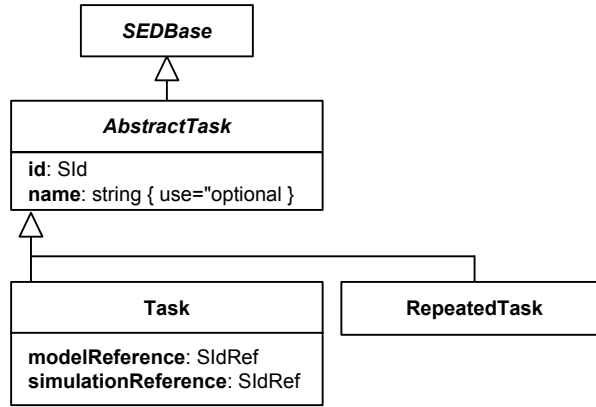 SEDBase
AbstractTask
id: SId
name: string { use="optional }
Task
RepeatedTask
modelReference: SIdRef
simulationReference: SIdRef